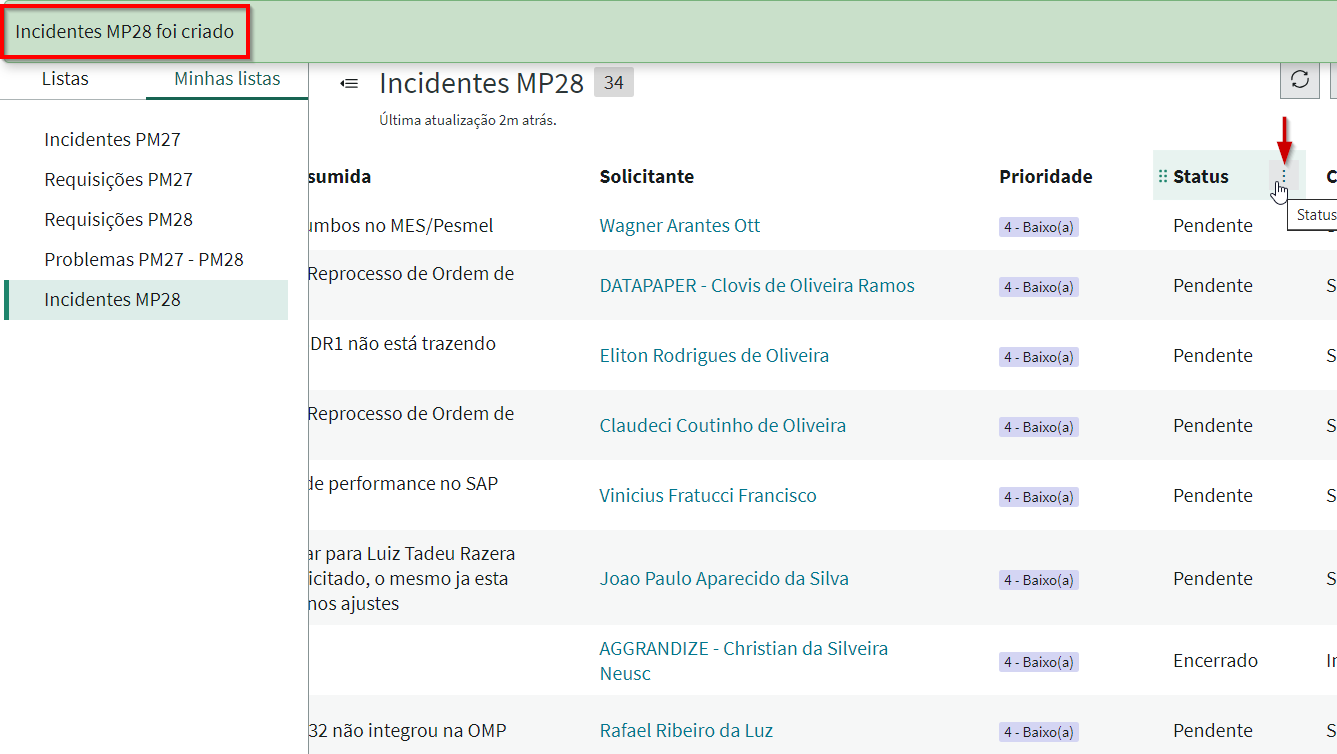 Incidentes MP28 foi criado
Listas
Minhas listas
Incidentes PM27
Requisições PM27
Requisições PM28
Problemas PM27 - PM28
Incidentes MP28
Incidentes MP28 34
Última atualização 2m atrás.
sumida Solicitante Prioridade Status C
umbos no MES/Pesmel Wagner Arantes Ott 4 - Baixo(a) Pendente
Status
Reprocesso de Ordem de
DATAPAPER - Clovis de Oliveira Ramos 4 - Baixo(a) Pendente S
DR1 não está trazendo
Eliton Rodrigues de Oliveira 4 - Baixo(a) Pendente S
Reprocesso de Ordem de
Claudeci Coutinho de Oliveira 4 - Baixo(a) Pendente S
de performance no SAP
Vinicius Fratucci Francisco 4 - Baixo(a) Pendente S
ar para Luiz Tadeu Razera
icitado, o mesmo ja esta
mos ajustes
Joao Paulo Aparecido da Silva 4 - Baixo(a) Pendente S
AGGRANDIZE - Christian da Silveira
Neusc
4 - Baixo(a) Encerrado In
32 não integrou na OMP Rafael Ribeiro da Luz 4 - Baixo(a) Pendente S